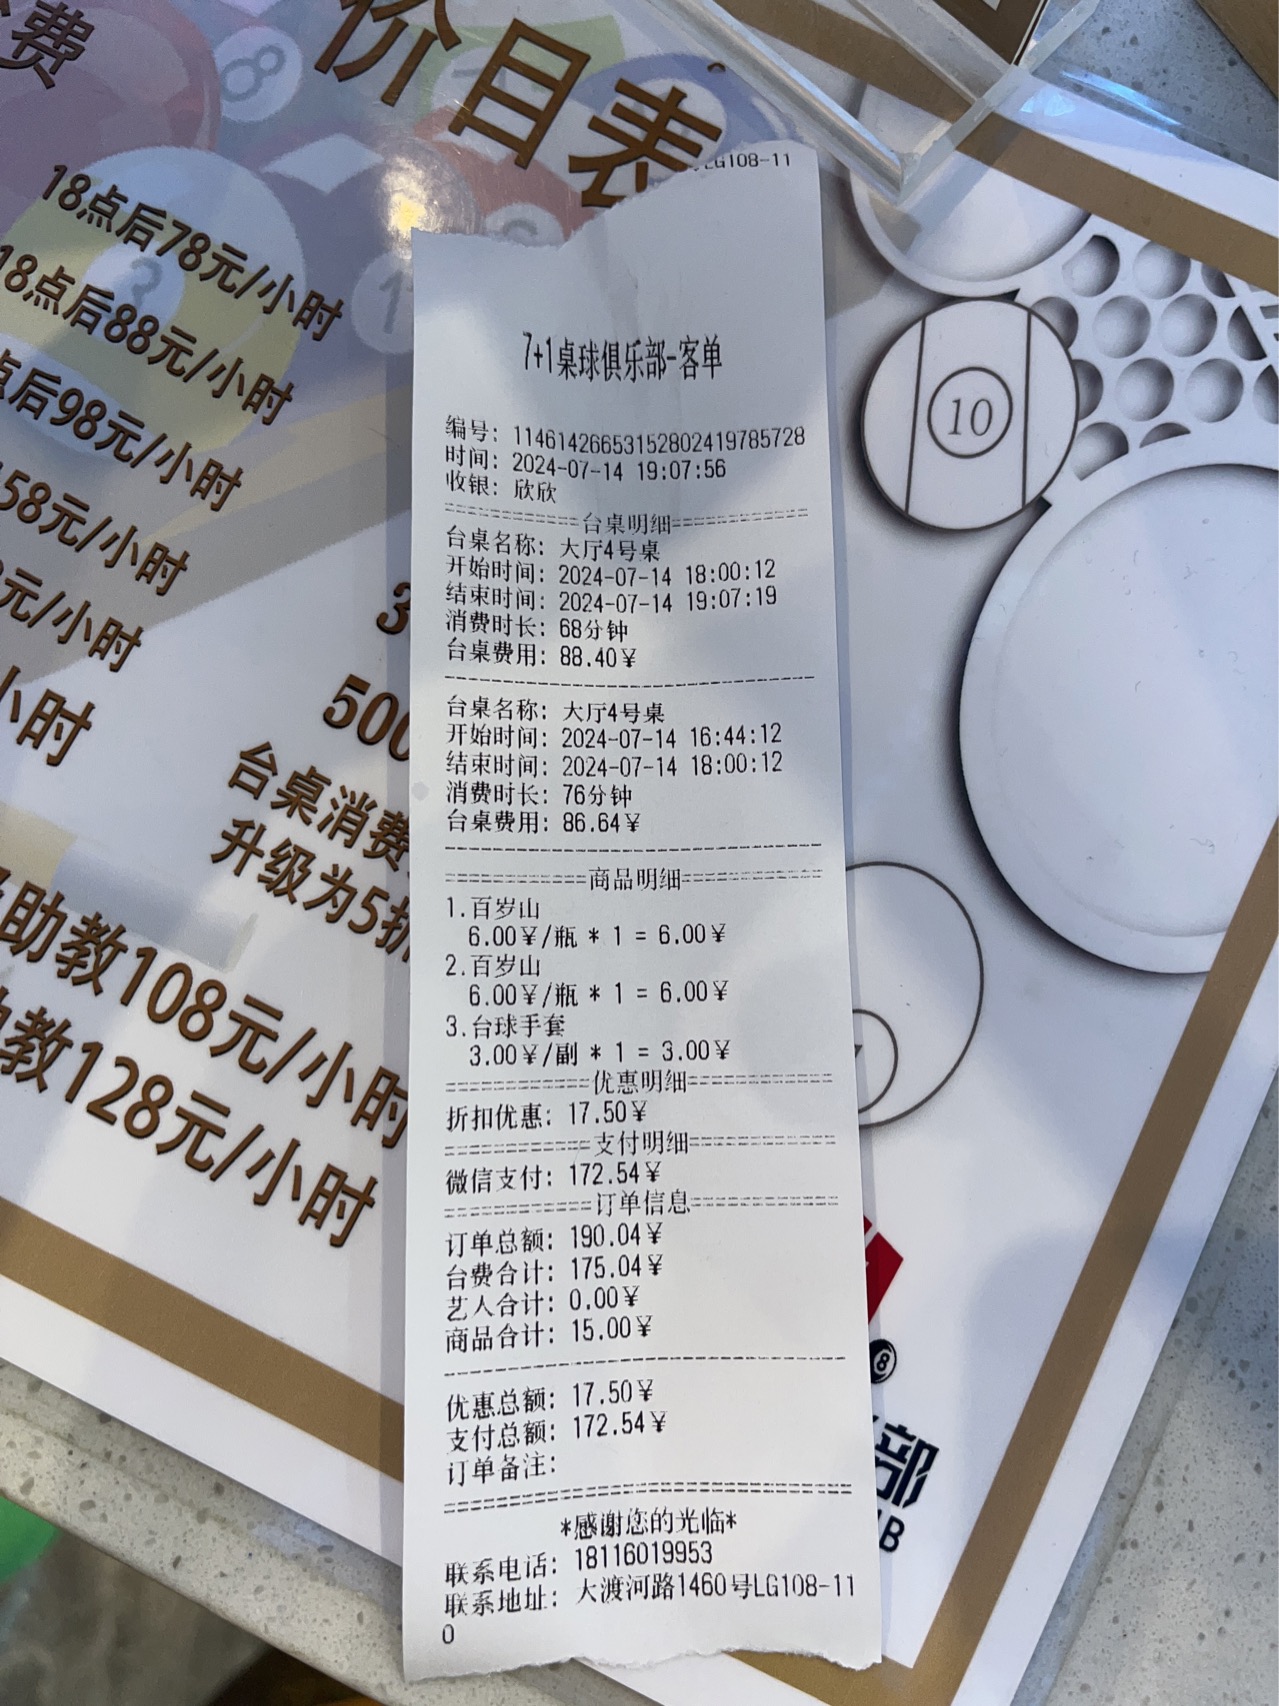 费
价目表
18点后78元/小时
18点后88元/小时
点后98元/小时
58元/小时
元/小时
小时
3
500
台桌消费
升级为5折
助教108元/小时
助教128元/小时
LG108-11
7+1桌球俱乐部-客单
编号: 11461426653152802419785728
时间: 2024-07-14 19:07:56
收银: 欣欣
============台桌明细============
台桌名称: 大厅4号桌
开始时间: 2024-07-14 18:00:12
结束时间: 2024-07-14 19:07:19
消费时长: 68分钟
台桌费用: 88.40¥
台桌名称: 大厅4号桌
开始时间: 2024-07-14 16:44:12
结束时间: 2024-07-14 18:00:12
消费时长: 76分钟
台桌费用: 86.64¥
============商品明细============
1.百岁山
6.00¥/瓶 * 1 = 6.00¥
2.百岁山
6.00¥/瓶 * 1 = 6.00¥
3.台球手套
3.00¥/副 * 1 = 3.00¥
============优惠明细============
折扣优惠: 17.50¥
============支付明细============
微信支付: 172.54¥
============订单信息============
订单总额: 190.04¥
台费合计: 175.04¥
艺人合计: 0.00¥
商品合计: 15.00¥
优惠总额: 17.50¥
支付总额: 172.54¥
订单备注:
*感谢您的光临*
联系电话: 18116019953
联系地址: 大渡河路1460号LG108-11
0
10
8
部
B